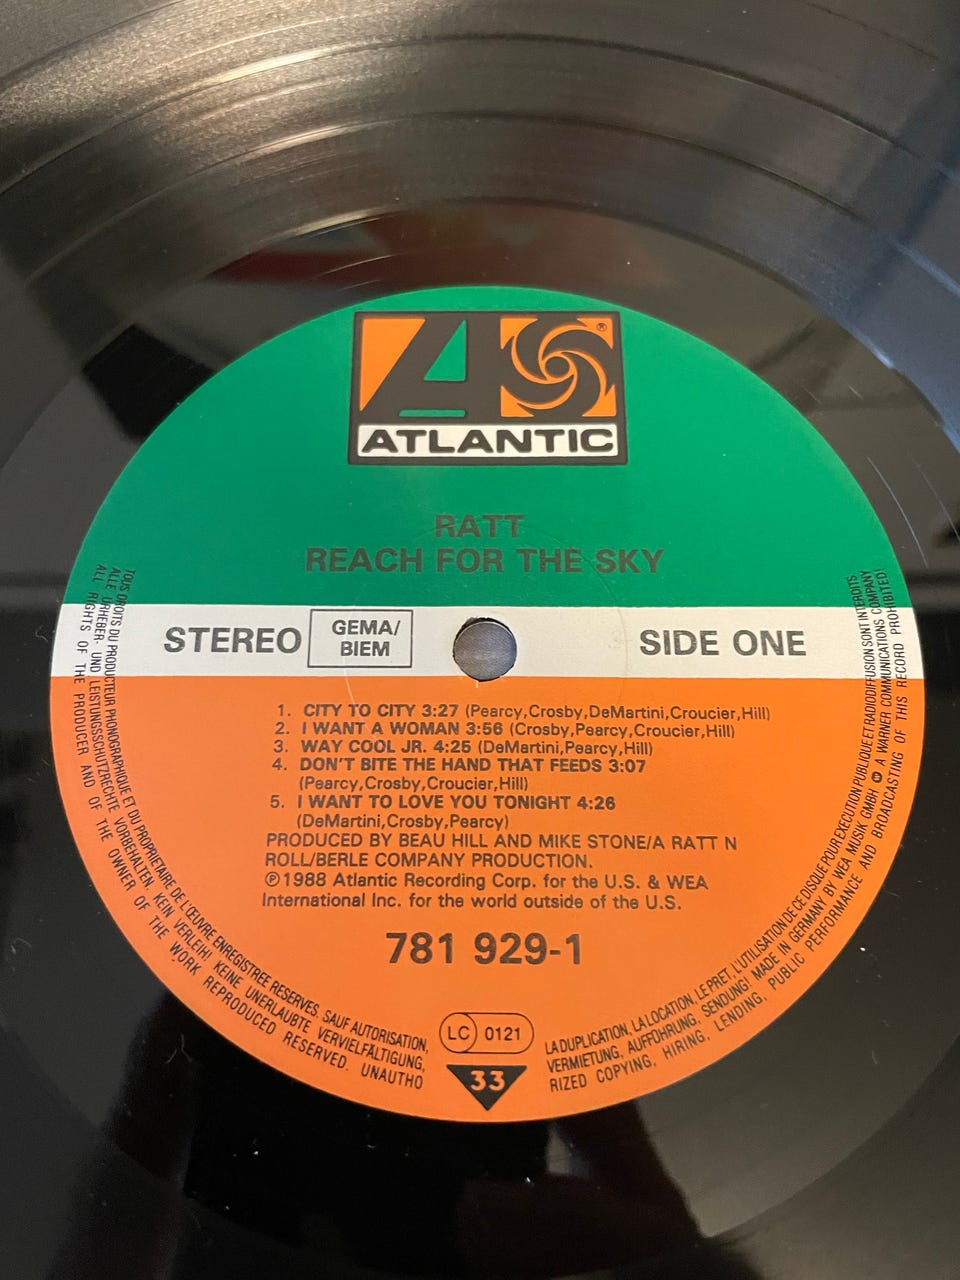 ATLANTIC
®
RATT
REACH FOR THE SKY
STEREO
GEMA/
BIEM
SIDE ONE
1. CITY TO CITY 3:27 (Pearcy,Crosby,DeMartini,Croucier,Hill)
2. I WANT A WOMAN 3:56 (Crosby,Pearcy,Croucier,Hill)
3. WAY COOL JR. 4:25 (DeMartini,Pearcy,Hill)
4. DON'T BITE THE HAND THAT FEEDS 3:07
(Pearcy,Crosby,Croucier,Hill)
5. I WANT TO LOVE YOU TONIGHT 4:26
(DeMartini,Crosby,Pearcy)
PRODUCED BY BEAU HILL AND MIKE STONE/A RATT N
ROLL/BERLE COMPANY PRODUCTION.
℗1988 Atlantic Recording Corp. for the U.S. & WEA
International Inc. for the world outside of the U.S.
781 929-1
LC 0121
33
TOUS DROITS DU PRODUCTEUR PHONOGRAPHIQUE ET DU PROPRIETAIRE DE L'ŒUVRE ENREGISTREE RESERVES. SAUF AUTORISATION,
ALLE URHEBER- UND LEISTUNGSSCHUTZRECHTE VORBEHALTEN. KEIN VERLEIH! KEINE UNERLAUBTE VERVIELFÄLTIGUNG,
ALL RIGHTS OF THE PRODUCER AND OF THE OWNER OF THE WORK REPRODUCED RESERVED. UNAUTHO
LA DUPLICATION, LA LOCATION, LE PRET, L'UTILISATION DE CE DISQUE POUR EXECUTION PUBLIQUE ET RADIODIFFUSION SONT INTERDITS
VERMIETUNG, AUFFÜHRUNG, SENDUNG! MADE IN GERMANY BY WEA MUSIK GMBH A WARNER COMMUNICATIONS COMPANY
RIZED COPYING, HIRING, LENDING, PUBLIC PERFORMANCE AND BROADCASTING OF THIS RECORD PROHIBITED!